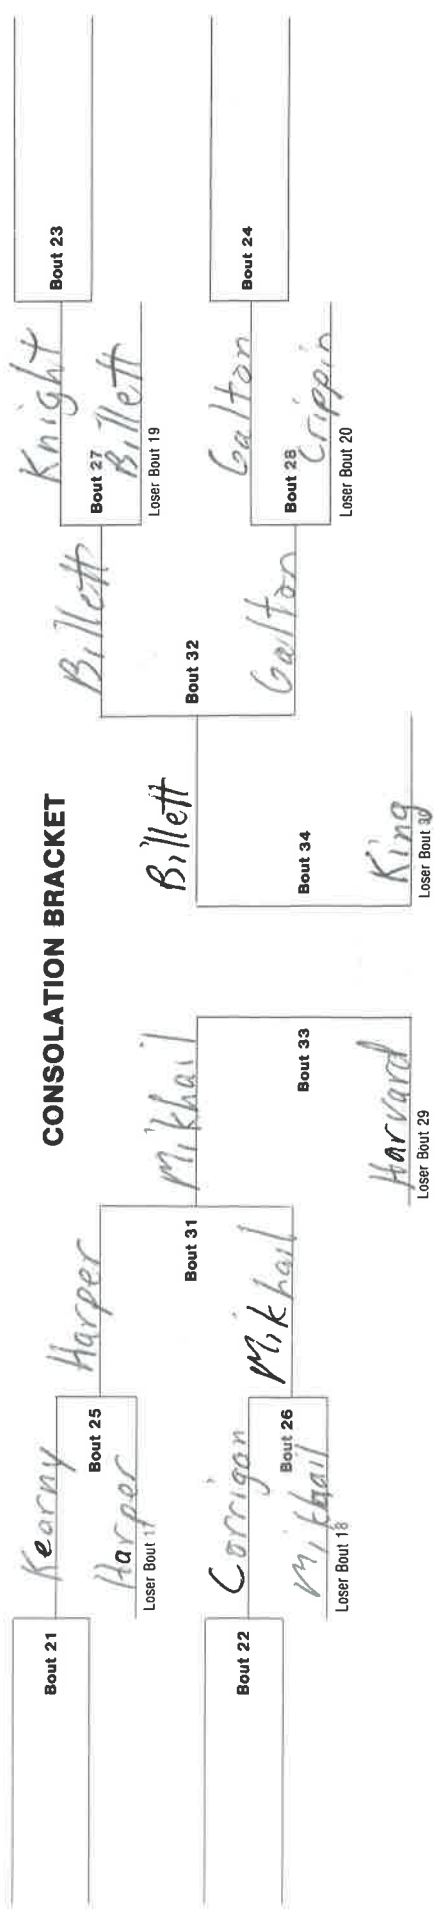 CONSOLATION BRACKET
Bout 21
Kearny
Bout 25
Harper
Loser Bout 17
Harper
Bout 31
Bout 22
Corrigan
Bout 26
Mikhail
Loser Bout 18
Mikhail
Mikhail
Bout 33
Harvard
Loser Bout 29
Billett
Bout 34
King
Loser Bout 30
Billett
Bout 32
Galton
Knight
Bout 27
Billett
Loser Bout 19
Bout 23
Galton
Bout 28
Crippin
Loser Bout 20
Bout 24